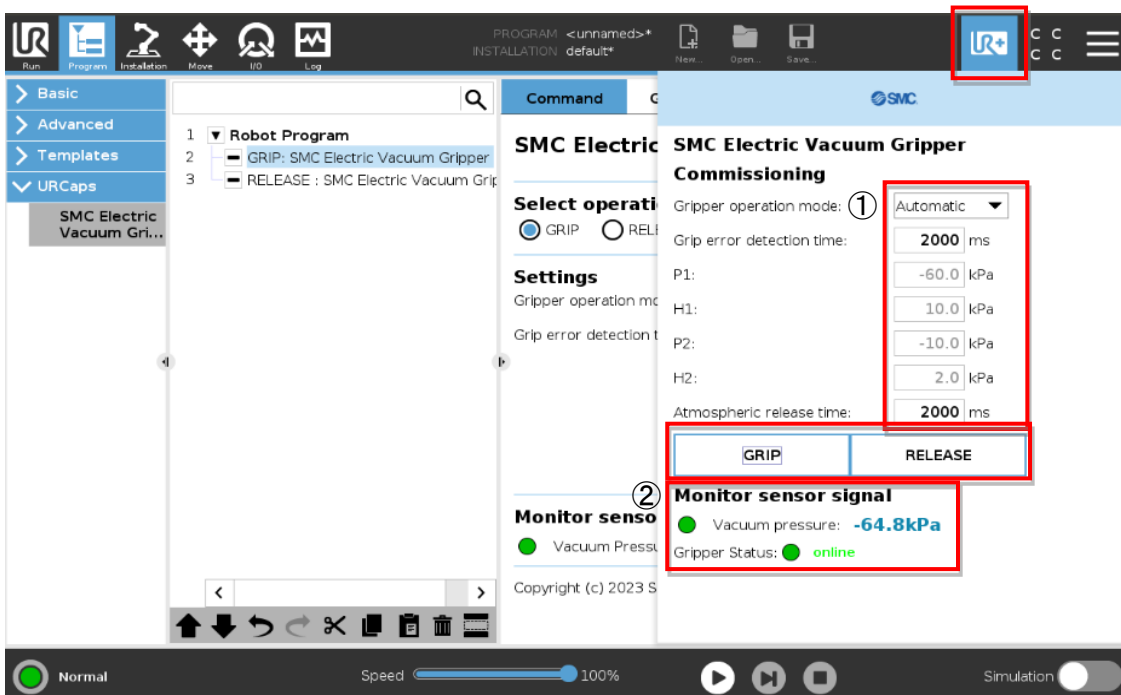 UR+
PROGRAM <unnamed>*
INSTALLATION default*
C C
C C
Run Program Installation Move I/O Log New... Open... Save...
Basic
Advanced
Templates
URCaps
SMC Electric
Vacuum Gri...
1 Robot Program
2 GRIP: SMC Electric Vacuum Gripper
3 RELEASE : SMC Electric Vacuum Grip
Command G
SMC Electric
Select operati
GRIP RELE
Settings
Gripper operation mo
Grip error detection t
Monitor senso
Vacuum Pressu
Copyright (c) 2023 S
SMC
SMC Electric Vacuum Gripper
Commissioning
Gripper operation mode: ① Automatic
Grip error detection time: 2000 ms
P1: -60.0 kPa
H1: 10.0 kPa
P2: -10.0 kPa
H2: 2.0 kPa
Atmospheric release time: 2000 ms
GRIP RELEASE
② Monitor sensor signal
Vacuum pressure: -64.8kPa
Gripper Status: online
Normal
Speed 100%
Simulation